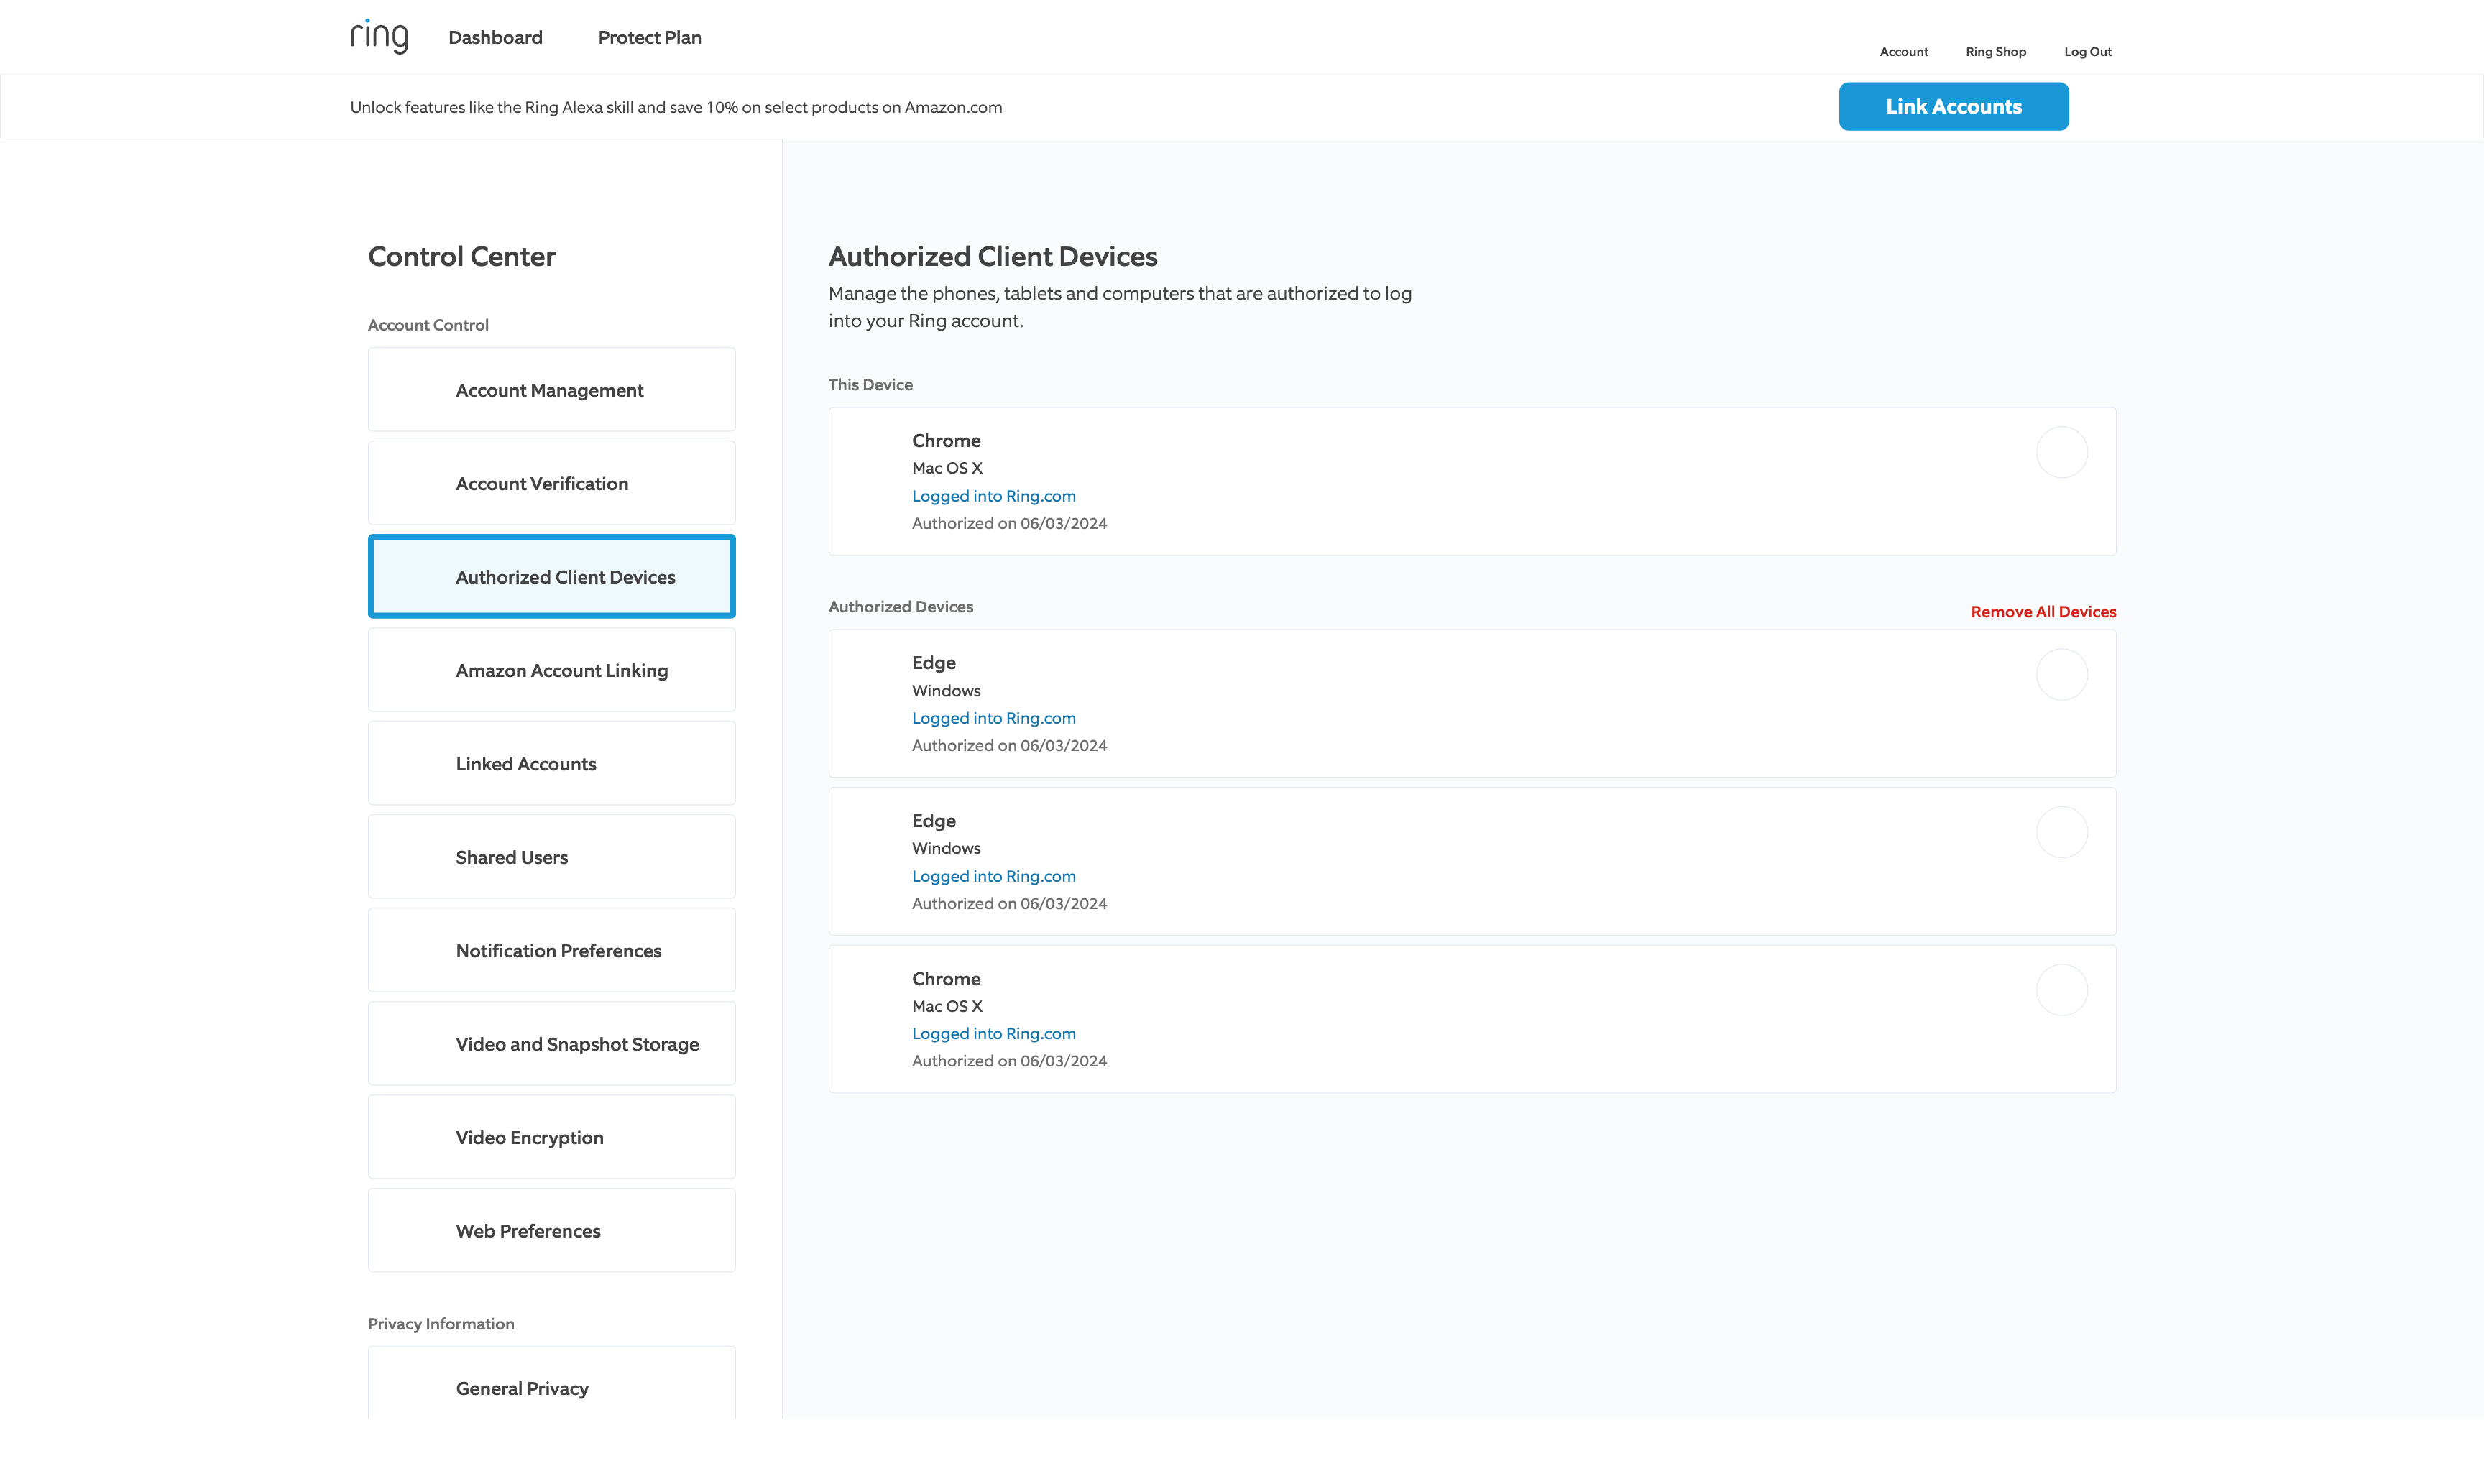 ring
Dashboard
Protect Plan
Account
Ring Shop
Log Out
Unlock features like the Ring Alexa skill and save 10% on select products on Amazon.com
Link Accounts
Control Center
Account Control
Account Management
Account Verification
Authorized Client Devices
Amazon Account Linking
Linked Accounts
Shared Users
Notification Preferences
Video and Snapshot Storage
Video Encryption
Web Preferences
Privacy Information
General Privacy
Authorized Client Devices
Manage the phones, tablets and computers that are authorized to log
into your Ring account.
This Device
Chrome
Mac OS X
Logged into Ring.com
Authorized on 06/03/2024
Authorized Devices
Remove All Devices
Edge
Windows
Logged into Ring.com
Authorized on 06/03/2024
Edge
Windows
Logged into Ring.com
Authorized on 06/03/2024
Chrome
Mac OS X
Logged into Ring.com
Authorized on 06/03/2024